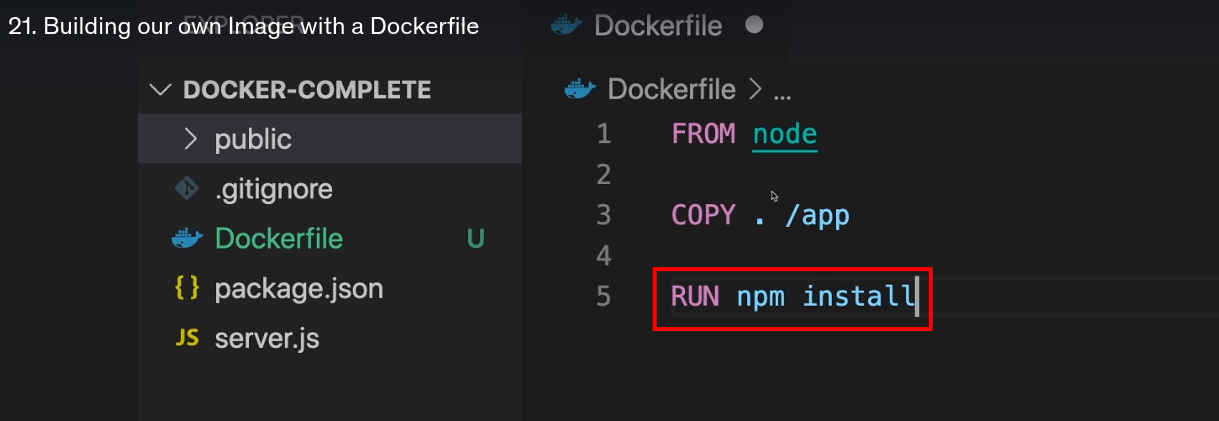 21. Building our own Image with a Dockerfile
EXPLORER
Dockerfile
DOCKER-COMPLETE
public
.gitignore
Dockerfile U
package.json
JS server.js
Dockerfile > ...
1 FROM node
2
3 COPY . /app
4
5 RUN npm install